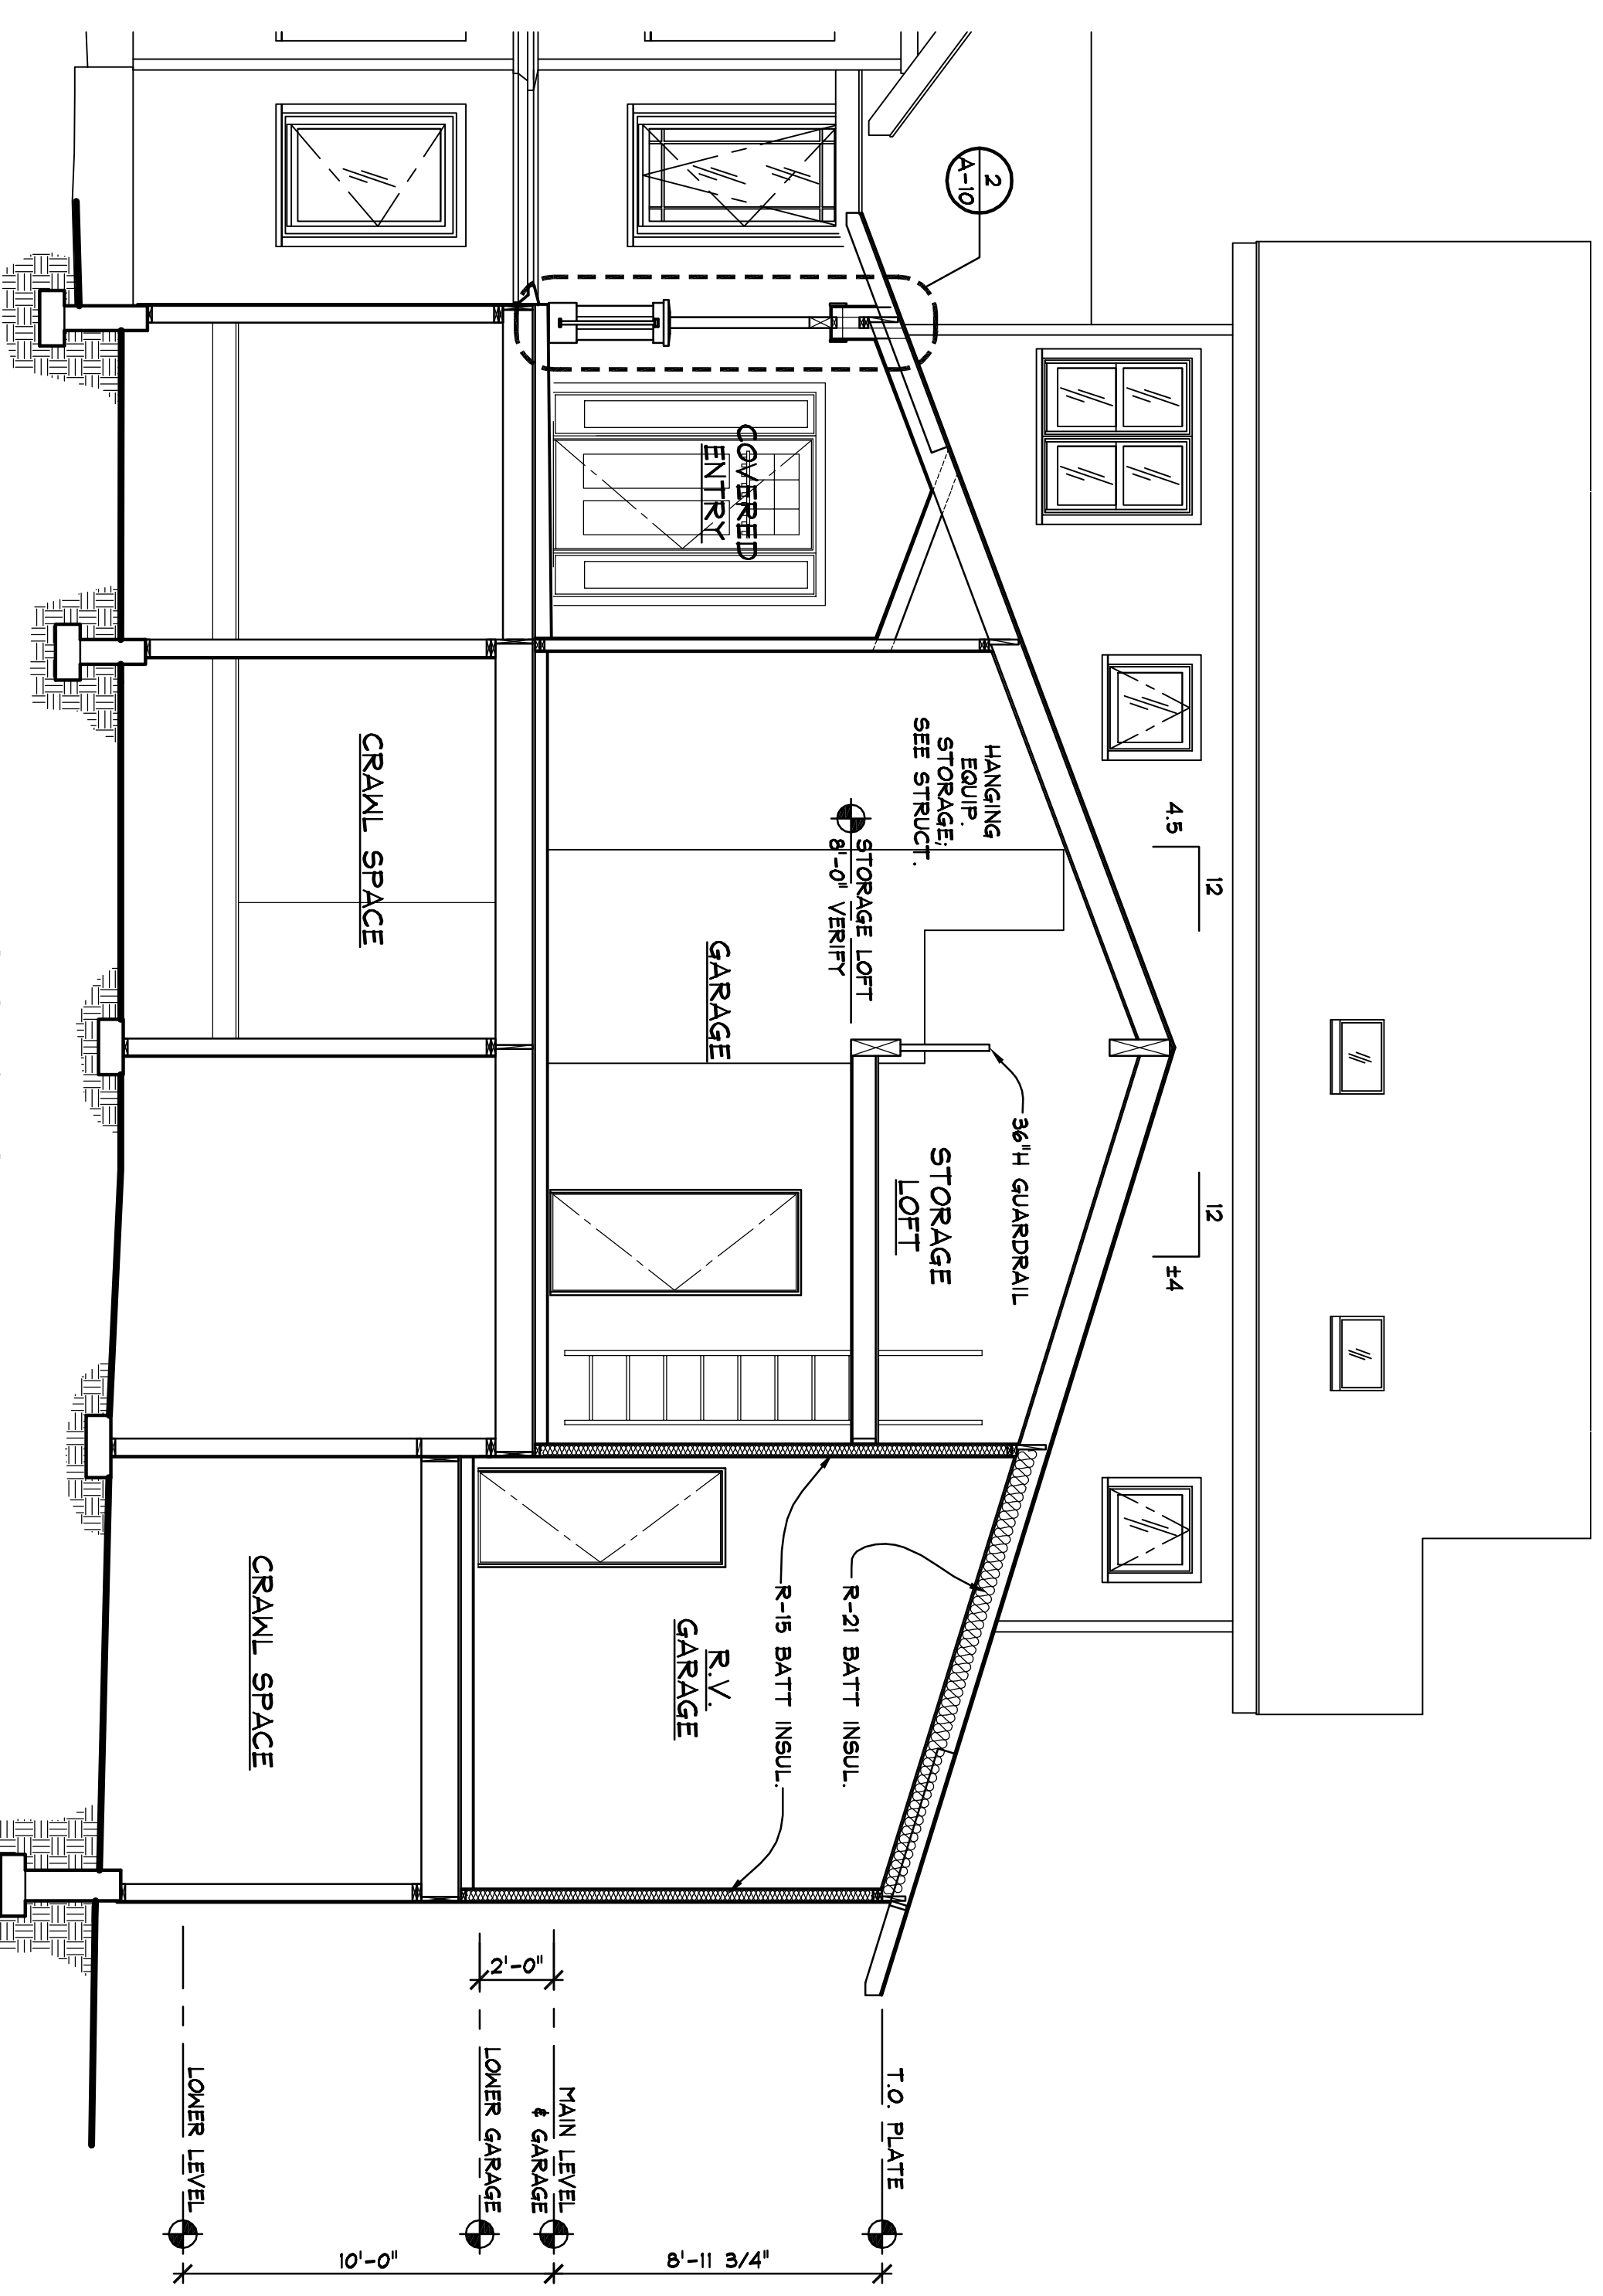 2
A-10
4.5
12
12
±4
HANGING
EQUIP.
STORAGE;
SEE STRUCT.
36"H GUARDRAIL
COVERED
ENTRY
STORAGE LOFT
8'-0" VERIFY
STORAGE
LOFT
R-21 BATT INSUL.
R-15 BATT INSUL.
GARAGE
R.V.
GARAGE
CRAWL SPACE
CRAWL SPACE
T.O. PLATE
8'-11 3/4"
MAIN LEVEL
& GARAGE
2'-0"
LOWER GARAGE
10'-0"
LOWER LEVEL